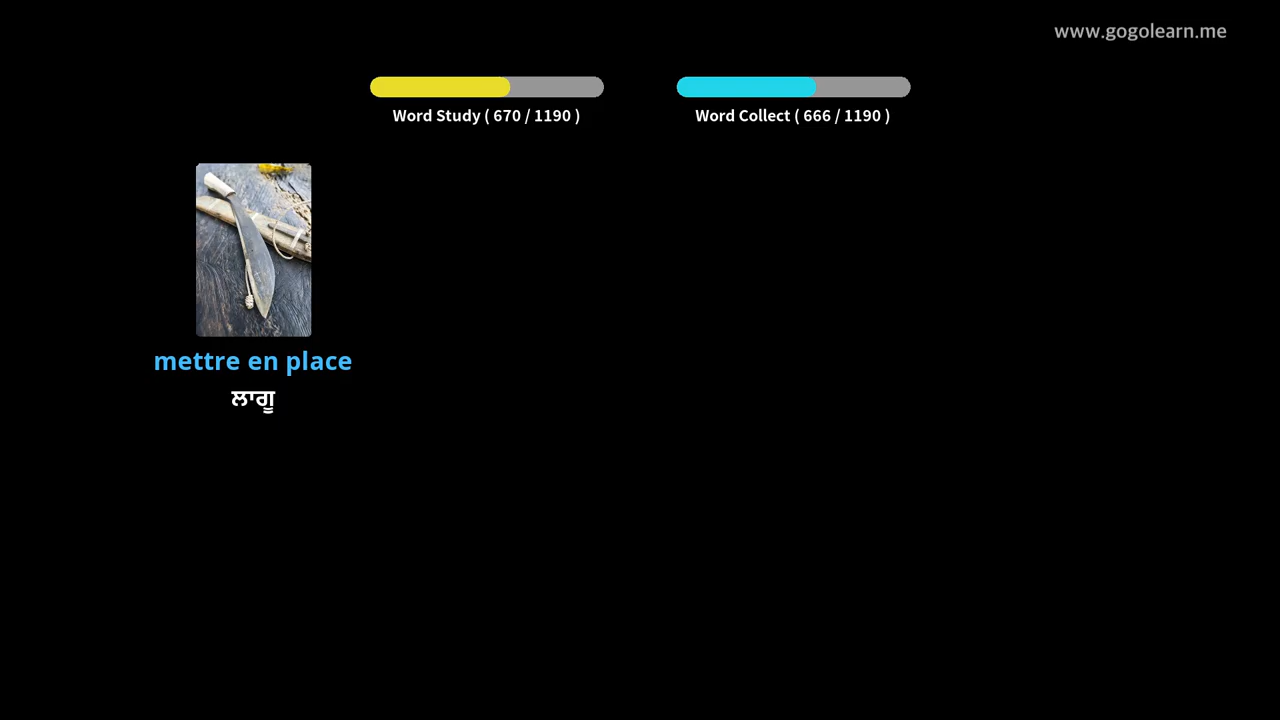 www.gogolearn.me
Word Study ( 670 / 1190 )
Word Collect ( 666 / 1190 )
mettre en place
ਲਾਗੂ